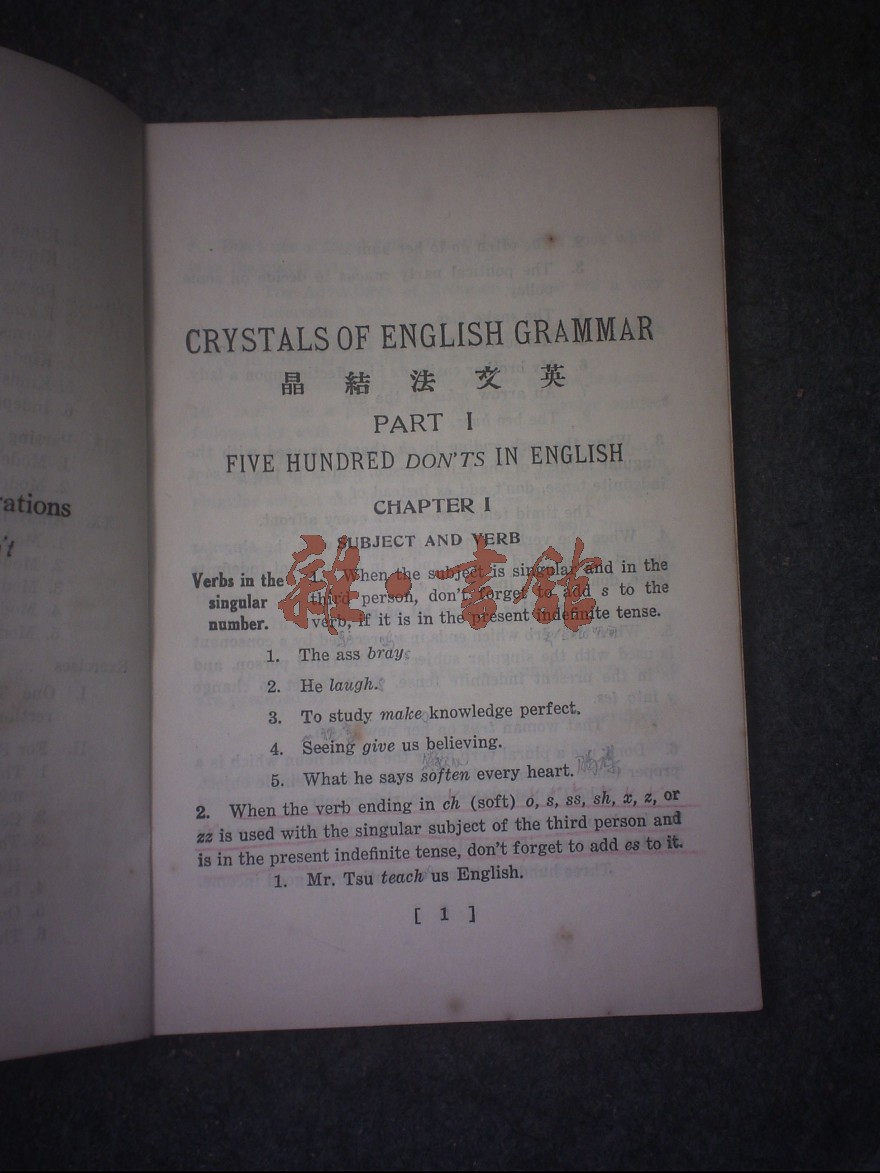 ations
't
CRYSTALS OF ENGLISH GRAMMAR
晶結法文英
PART I
FIVE HUNDRED DON'TS IN ENGLISH
CHAPTER I
SUBJECT AND VERB
Verbs in the
singular
number.
1. When the subject is singular and in the
third person, don't forget to add s to the
verb, if it is in the present indefinite tense.
雜·書館
1. The ass bray.
2. He laugh.
3. To study make knowledge perfect.
4. Seeing give us believing.
5. What he says soften every heart.
2. When the verb ending in ch (soft) o, s, ss, sh, x, z, or
zz is used with the singular subject of the third person and
is in the present indefinite tense, don't forget to add es to it.
1. Mr. Tsu teach us English.
[ 1 ]